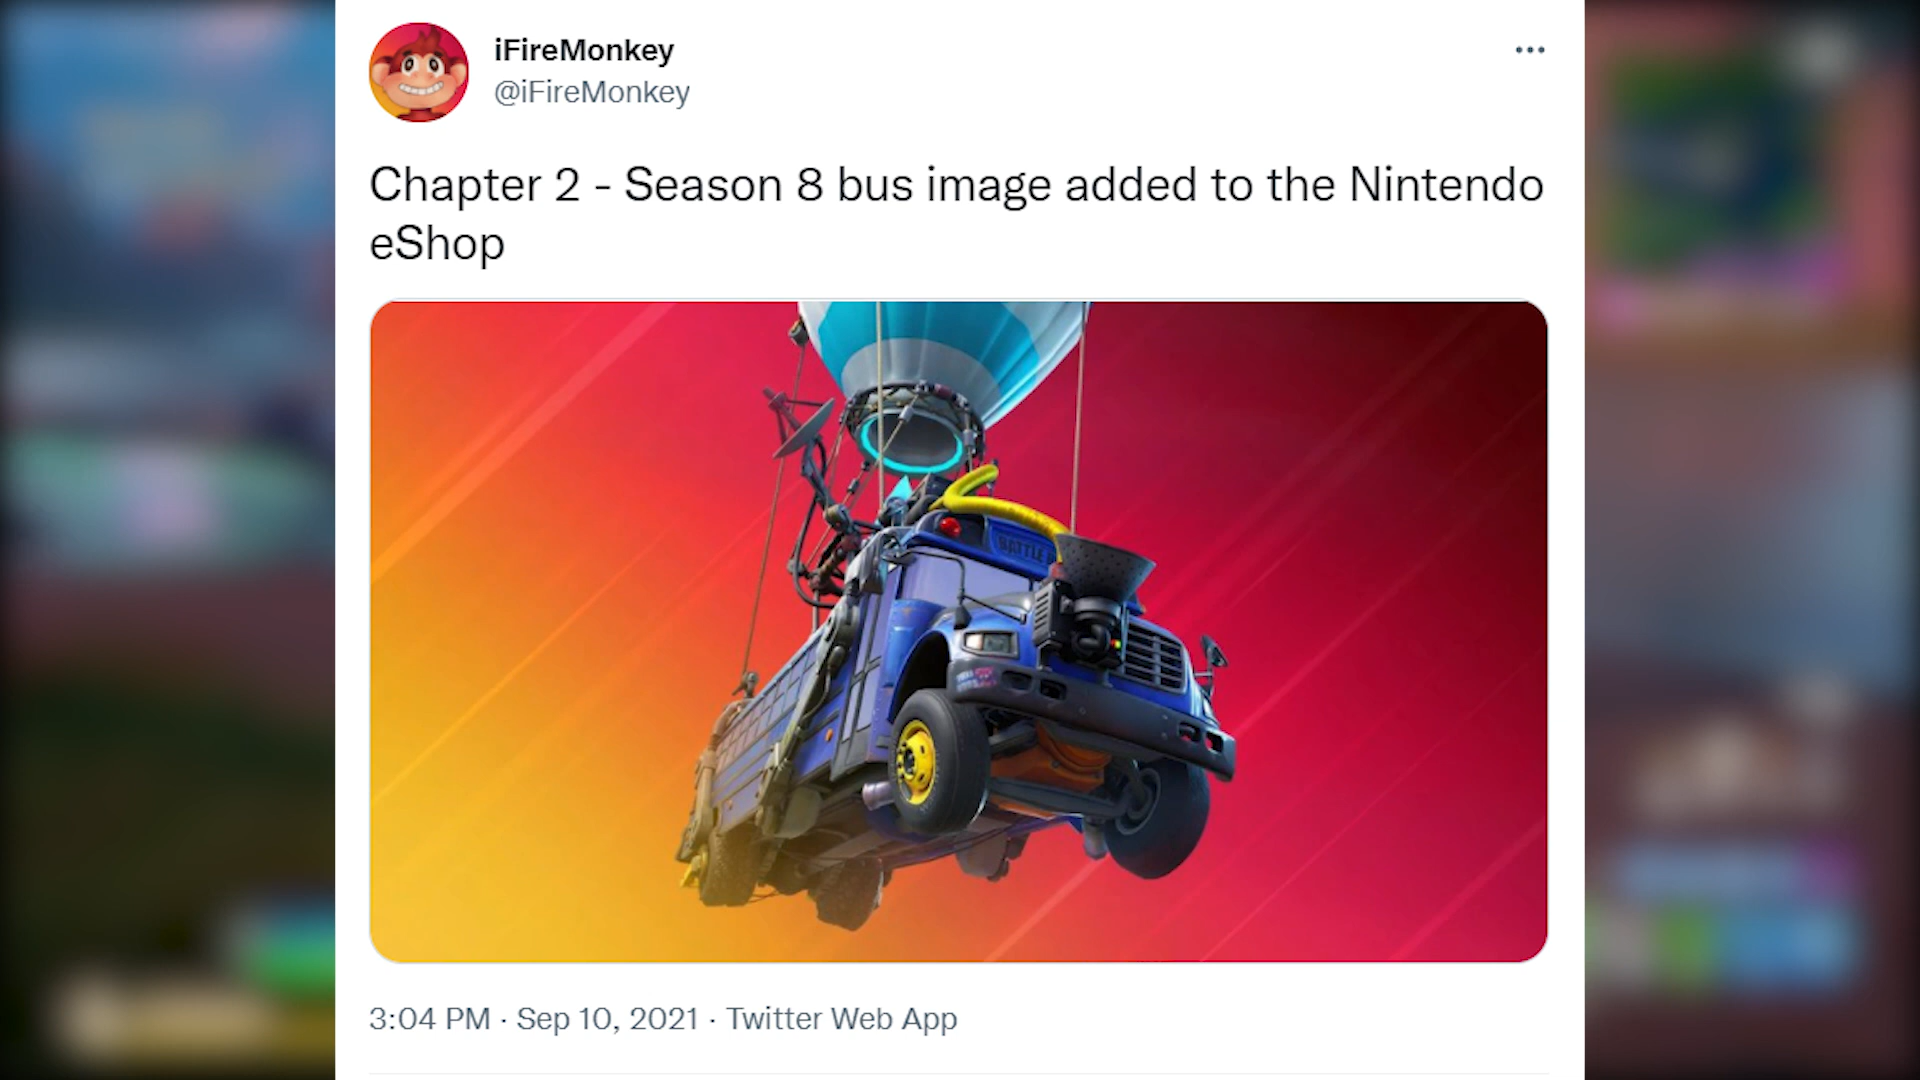 iFireMonkey
@iFireMonkey
Chapter 2 - Season 8 bus image added to the Nintendo
eShop
BATTLE
3:04 PM · Sep 10, 2021 · Twitter Web App